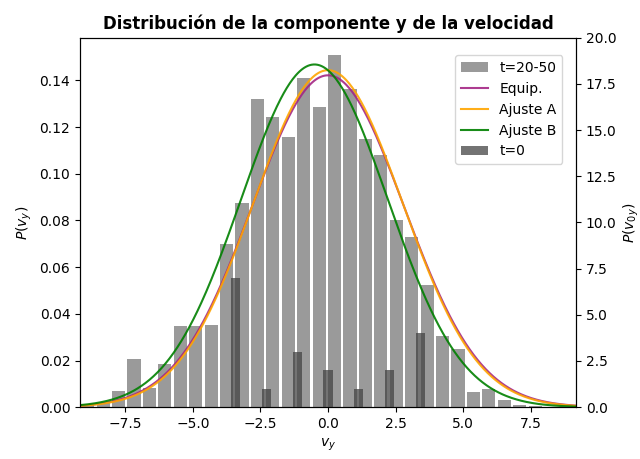 Distribución de la componente y de la velocidad
t=20-50
Equip.
Ajuste A
Ajuste B
t=0
P(v_y)
0.14
0.12
0.10
0.08
0.06
0.04
0.02
0.00
P(v_{0y})
20.0
17.5
15.0
12.5
10.0
7.5
5.0
2.5
0.0
−7.5 −5.0 −2.5 0.0 2.5 5.0 7.5
v_y